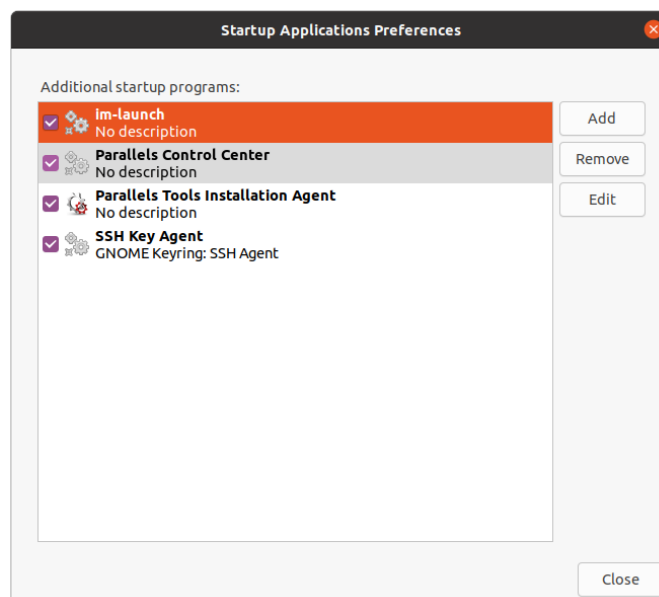 Startup Applications Preferences
Additional startup programs:
im-launch
No description
Parallels Control Center
No description
Parallels Tools Installation Agent
No description
SSH Key Agent
GNOME Keyring: SSH Agent
Add
Remove
Edit
Close